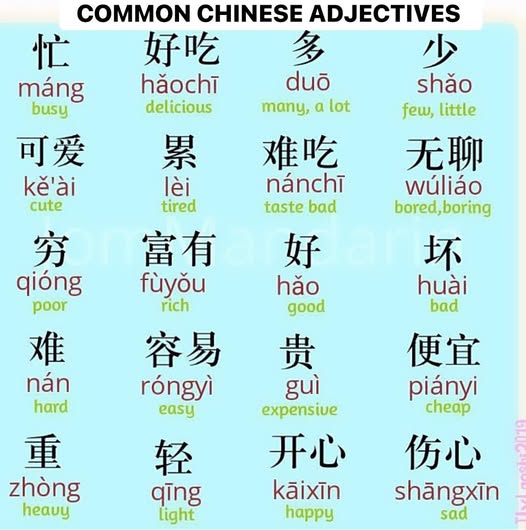 COMMON CHINESE ADJECTIVES
忙 好吃 多 少
máng hǎochī duō shǎo
busy delicious many, a lot few, little
可爱 累 难吃 无聊
kě'ài lèi nánchī wúliáo
cute tired taste bad bored,boring
穷 富有 好 坏
qióng fùyǒu hǎo huài
poor rich good bad
难 容易 贵 便宜
nán róngyì guì piányi
hard easy expensive cheap
重 轻 开心 伤心
zhòng qīng kāixīn shāngxīn
heavy light happy sad